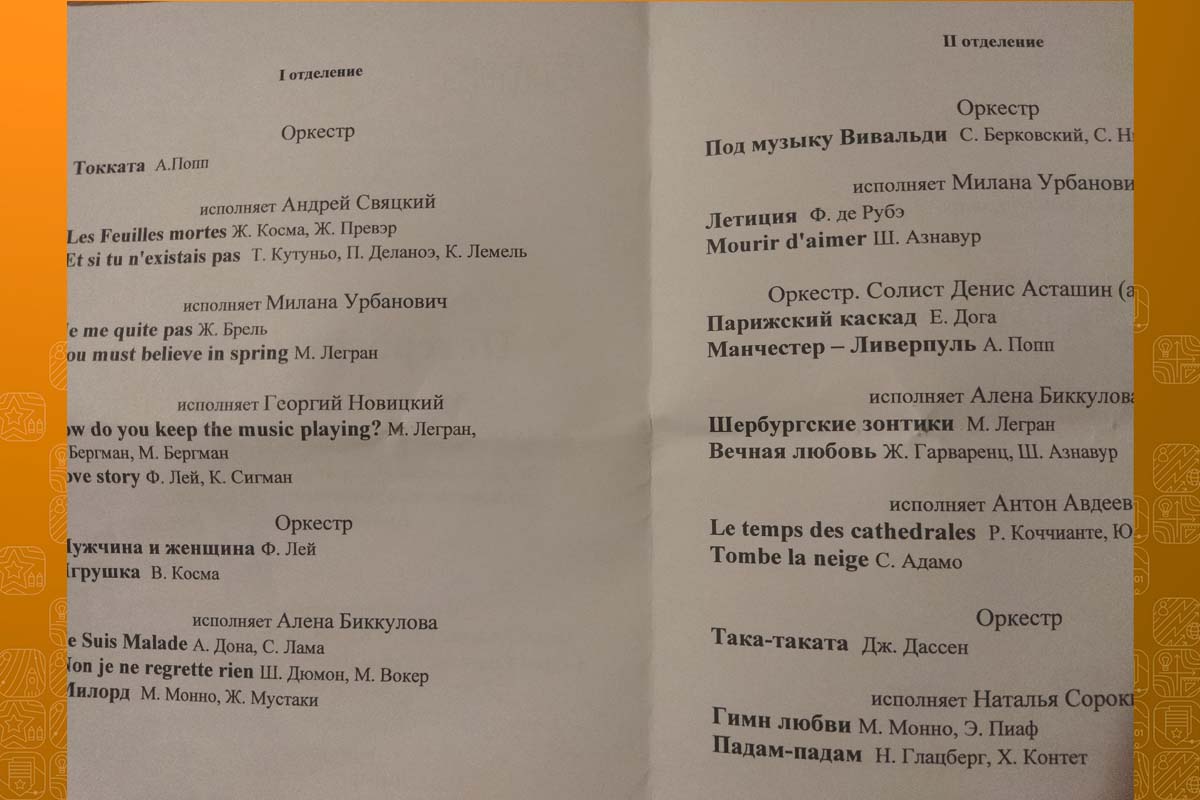 I отделение
Оркестр
Токката А.Попп
исполняет Андрей Свяцкий
Les Feuilles mortes Ж. Косма, Ж. Превэр
Et si tu n'existais pas Т. Кутуньо, П. Деланоэ, К. Лемель
исполняет Милана Урбанович
me quite pas Ж. Брель
must believe in spring М. Легран
исполняет Георгий Новицкий
do you keep the music playing? М. Легран,
Бергман, М. Бергман
story Ф. Лей, К. Сигман
Оркестр
и женщина Ф. Лей
В. Косма
исполняет Алена Биккулова
Suis Malade А. Дона, С. Лама
Non je ne regrette rien Ш. Дюмон, М. Вокер
Милорд М. Монно, Ж. Мустаки
II отделение
Оркестр
Под музыку Вивальди С. Берковский, С.
исполняет Милана
Летиция Ф. де Рубэ
Mourir d'aimer Ш. Азнавур
Оркестр. Солист Денис Асташин
Парижский каскад Е. Дога
Манчестер – Ливерпуль А. Попп
исполняет Алена Биккулова
Шербургские зонтики М. Легран
Вечная любовь Ж. Гарваренц, Ш. Азнавур
исполняет Антон Авдеев
Le temps des cathedrales Р. Коччианте,
Tombe la neige С. Адамо
Оркестр
Така-таката Дж. Дассен
исполняет Наталья
Гимн любви М. Монно, Э. Пиаф
Падам-падам Н. Глацберг, Х. Контет